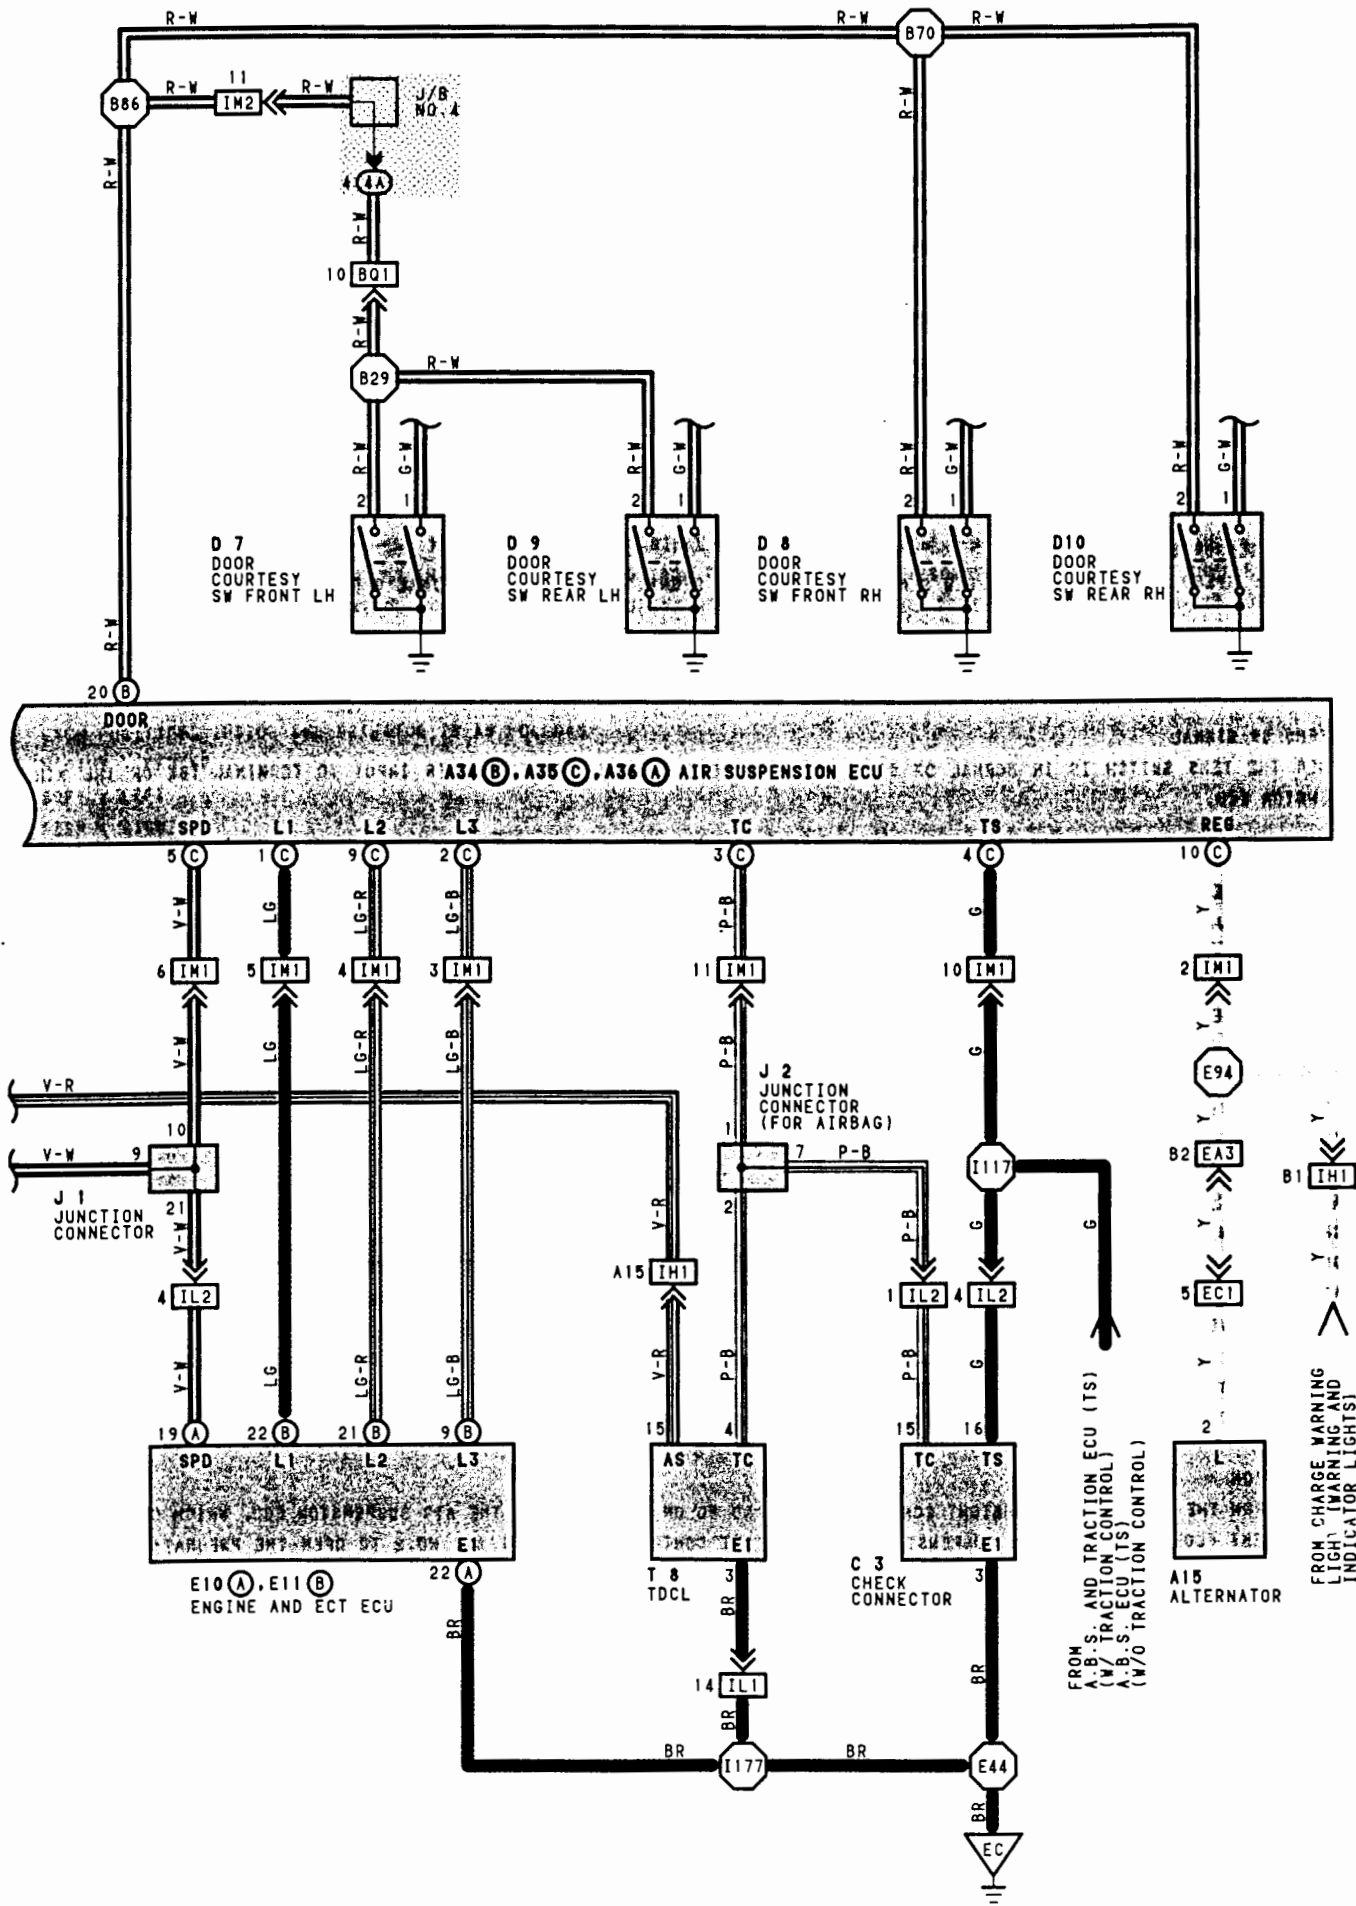 R-W
R-W
R-W
B70
B86
R-W
11
IM2
R-W
J/B
NO.4
R-W
R-W
4
4A
R-W
10
BQ1
R-W
B29
R-W
R-W
G-W
R-W
G-W
R-W
G-W
R-W
G-W
2
1
2
1
2
1
2
1
D 7
DOOR
COURTESY
SW FRONT LH
D 9
DOOR
COURTESY
SW REAR LH
D 8
DOOR
COURTESY
SW FRONT RH
D10
DOOR
COURTESY
SW REAR RH
R-W
20
B
DOOR
A34 B , A35 C , A36 A AIR SUSPENSION ECU
SPD
L1
L2
L3
TC
TS
REG
5
C
1
C
9
C
2
C
3
C
4
C
10
C
V-W
LG
LG-R
LG-B
P-B
G
Y
6
IM1
5
IM1
4
IM1
3
IM1
11
IM1
10
IM1
2
IM1
V-W
LG
LG-R
LG-B
P-B
G
Y
E94
V-R
J 2
JUNCTION
CONNECTOR
(FOR AIRBAG)
10
1
Y
Y
V-W
9
7
P-B
I117
B2
EA3
B1
IH1
J 1
JUNCTION
CONNECTOR
21
2
V-W
V-R
P-B
G
G
Y
Y
A15
IH1
4
IL2
1
IL2
4
IL2
5
EC1
V-W
LG
LG-R
LG-B
V-R
P-B
P-B
G
Y
19
A
22
B
21
B
9
B
15
4
15
16
2
SPD
L1
L2
L3
AS
TC
TC
TS
L
E1
E1
E1
22
A
3
3
E10 A , E11 B
ENGINE AND ECT ECU
T 8
TDCL
C 3
CHECK
CONNECTOR
A15
ALTERNATOR
FROM
A.B.S. AND TRACTION ECU (TS)
(W/ TRACTION CONTROL)
A.B.S. ECU (TS)
(W/O TRACTION CONTROL)
FROM CHARGE WARNING
LIGHT (WARNING AND
INDICATOR LIGHTS)
BR
BR
14
IL1
BR
BR
BR
I177
BR
E44
BR
EC